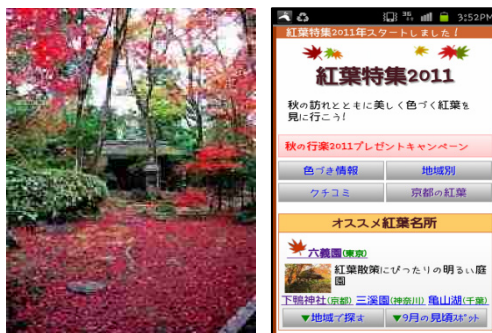 3G 3:52PM
紅葉特集2011年スタートしました!
紅葉特集2011
秋の訪れとともに美しく色づく紅葉を
見に行こう!
秋の行楽2011プレゼントキャンペーン
色づき情報 地域別
クチコミ 京都の紅葉
オススメ紅葉名所
六義園(東京)
紅葉散策にぴったりの明るい庭
園
下鴨神社(京都) 三溪園(神奈川) 亀山湖(千葉)
▼地域で探す ▼9月の見頃スポット